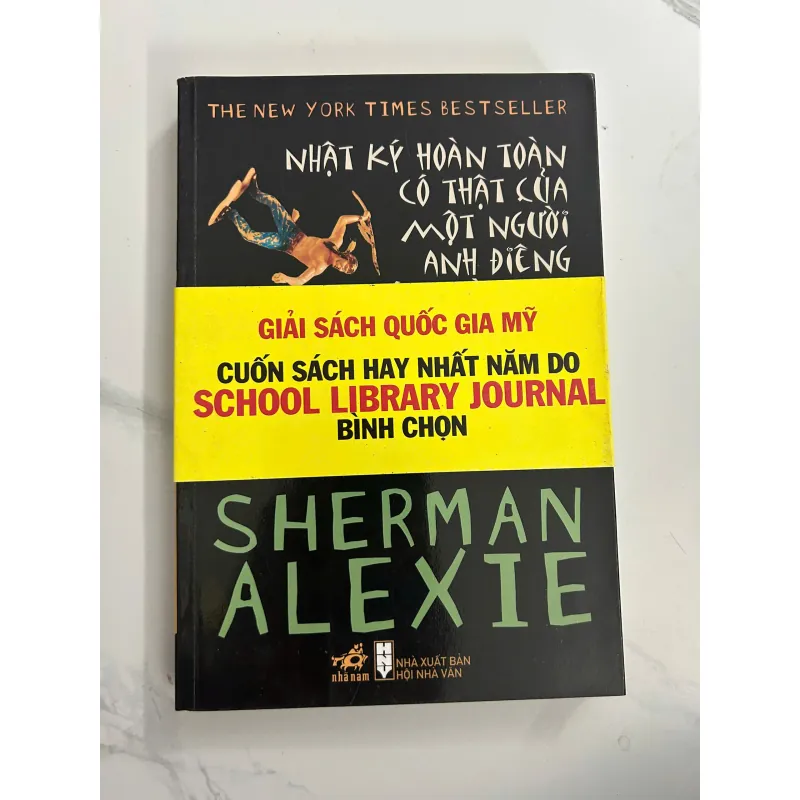 THE NEW YORK TIMES BESTSELLER
NHẬT KÝ HOÀN TOÀN
CÓ THẬT CỦA
MỘT NGƯỜI
ANH ĐIÊNG
GIẢI SÁCH QUỐC GIA MỸ
CUỐN SÁCH HAY NHẤT NĂM DO
SCHOOL LIBRARY JOURNAL
BÌNH CHỌN
SHERMAN
ALEXIE
nhã nam
HNV
NHÀ XUẤT BẢN
HỘI NHÀ VĂN